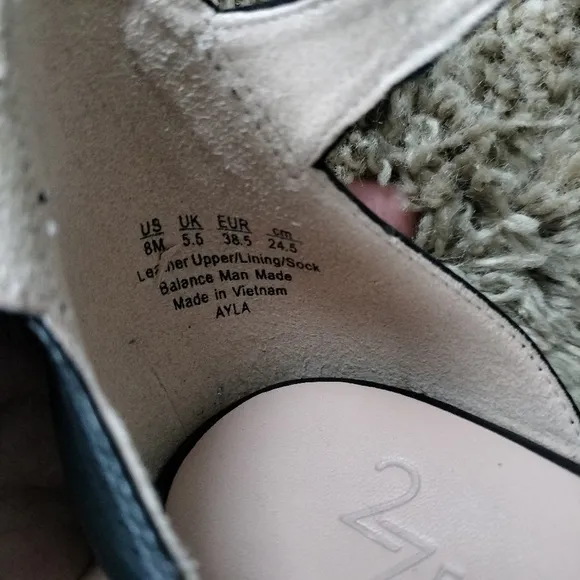 US UK EUR cm
8M 5.5 38.5 24.5
Leather Upper/Lining/Sock
Balance Man Made
Made in Vietnam
AYLA